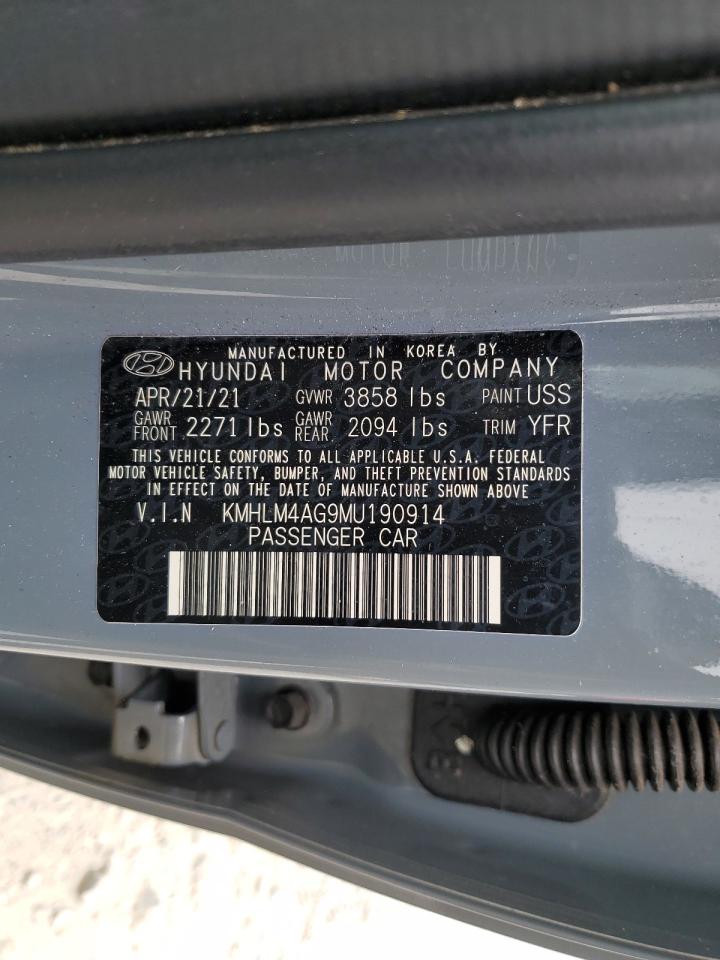 MOTOR COMPANY
MANUFACTURED IN KOREA BY
HYUNDAI MOTOR COMPANY
APR/21/21 GVWR 3858 lbs PAINT USS
GAWR FRONT 2271 lbs GAWR REAR 2094 lbs TRIM YFR
THIS VEHICLE CONFORMS TO ALL APPLICABLE U.S.A. FEDERAL
MOTOR VEHICLE SAFETY, BUMPER, AND THEFT PREVENTION STANDARDS
IN EFFECT ON THE DATE OF MANUFACTURE SHOWN ABOVE
V.I.N KMHLM4AG9MU190914
PASSENGER CAR